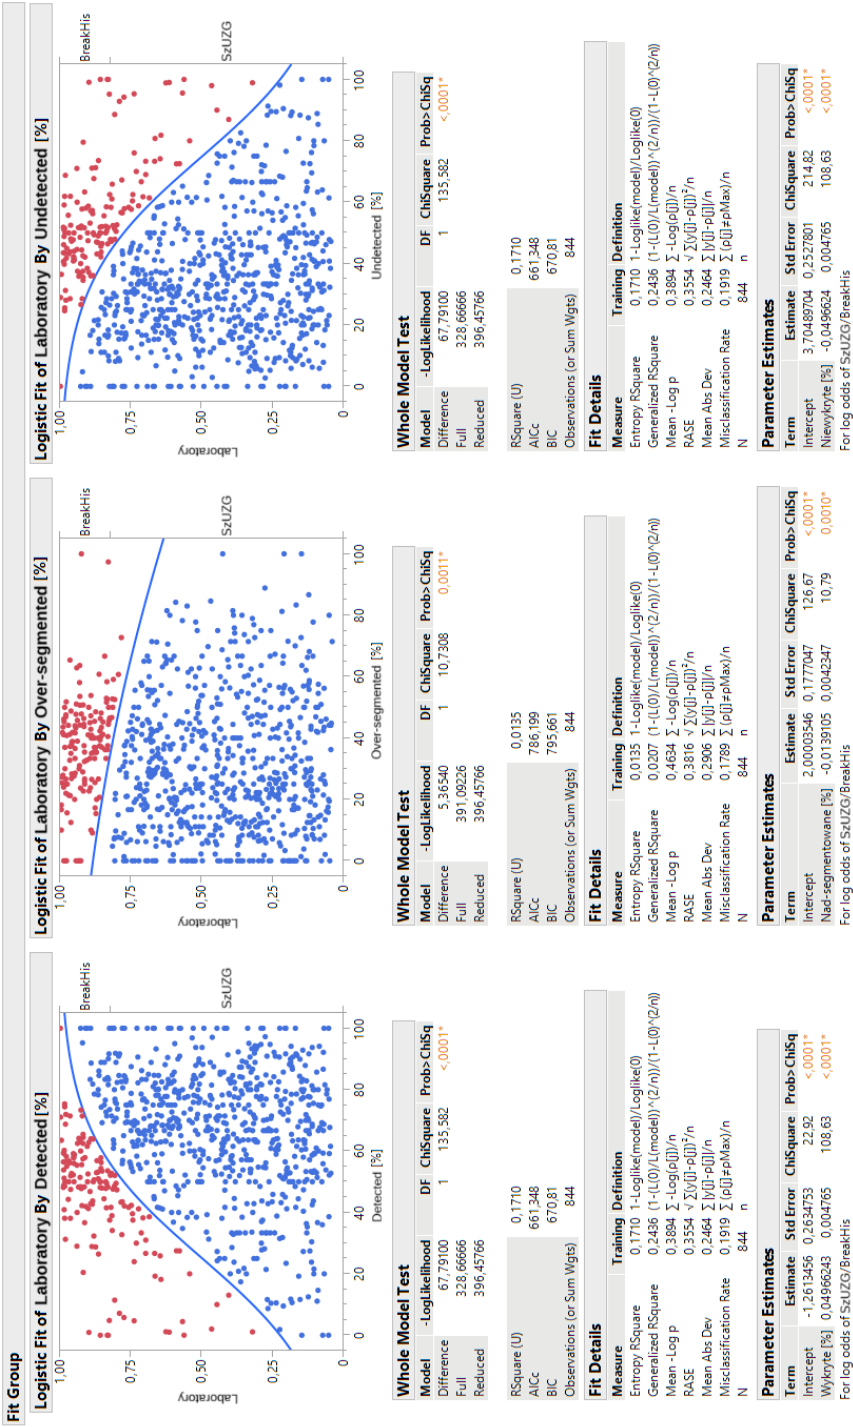 Fit Group
Logistic Fit of Laboratory By Detected [%]
1,00
0,75
0,50
0,25
0
Laboratory
BreakHis
SzUZG
0 20 40 60 80 100
Detected [%]
Whole Model Test
Model -LogLikelihood DF ChiSquare Prob>ChiSq
Difference 67,79100 1 135,582 <,0001*
Full 328,66666
Reduced 396,45766
RSquare (U) 0,1710
AICc 661,348
BIC 670,81
Observations (or Sum Wgts) 844
Fit Details
Measure Training Definition
Entropy RSquare 0,1710 1-Loglike(model)/Loglike(0)
Generalized RSquare 0,2436 (1-(L(0)/L(model))^(2/n))/(1-L(0)^(2/n))
Mean -Log p 0,3894 ∑ -Log(ρ[j])/n
RASE 0,3554 √ ∑(y[j]-ρ[j])²/n
Mean Abs Dev 0,2464 ∑ |y[j]-ρ[j]|/n
Misclassification Rate 0,1919 ∑ (ρ[j]≠ρMax)/n
N 844 n
Parameter Estimates
Term Estimate Std Error ChiSquare Prob>ChiSq
Intercept -1,2613456 0,2634753 22,92 <,0001*
Wykryte [%] 0,04966243 0,004765 108,63 <,0001*
For log odds of SzUZG/BreakHis
Logistic Fit of Laboratory By Over-segmented [%]
1,00
0,75
0,50
0,25
0
Laboratory
BreakHis
SzUZG
0 20 40 60 80 100
Over-segmented [%]
Whole Model Test
Model -LogLikelihood DF ChiSquare Prob>ChiSq
Difference 5,36540 1 10,7308 0,0011*
Full 391,09226
Reduced 396,45766
RSquare (U) 0,0135
AICc 786,199
BIC 795,661
Observations (or Sum Wgts) 844
Fit Details
Measure Training Definition
Entropy RSquare 0,0135 1-Loglike(model)/Loglike(0)
Generalized RSquare 0,0207 (1-(L(0)/L(model))^(2/n))/(1-L(0)^(2/n))
Mean -Log p 0,4634 ∑ -Log(ρ[j])/n
RASE 0,3816 √ ∑(y[j]-ρ[j])²/n
Mean Abs Dev 0,2906 ∑ |y[j]-ρ[j]|/n
Misclassification Rate 0,1789 ∑ (ρ[j]≠ρMax)/n
N 844 n
Parameter Estimates
Term Estimate Std Error ChiSquare Prob>ChiSq
Intercept 2,00003546 0,1777047 126,67 <,0001*
Nad-segmentowane [%] -0,0139105 0,0042347 10,79 0,0010*
For log odds of SzUZG/BreakHis
Logistic Fit of Laboratory By Undetected [%]
1,00
0,75
0,50
0,25
0
Laboratory
BreakHis
SzUZG
0 20 40 60 80 100
Undetected [%]
Whole Model Test
Model -LogLikelihood DF ChiSquare Prob>ChiSq
Difference 67,79100 1 135,582 <,0001*
Full 328,66666
Reduced 396,45766
RSquare (U) 0,1710
AICc 661,348
BIC 670,81
Observations (or Sum Wgts) 844
Fit Details
Measure Training Definition
Entropy RSquare 0,1710 1-Loglike(model)/Loglike(0)
Generalized RSquare 0,2436 (1-(L(0)/L(model))^(2/n))/(1-L(0)^(2/n))
Mean -Log p 0,3894 ∑ -Log(ρ[j])/n
RASE 0,3554 √ ∑(y[j]-ρ[j])²/n
Mean Abs Dev 0,2464 ∑ |y[j]-ρ[j]|/n
Misclassification Rate 0,1919 ∑ (ρ[j]≠ρMax)/n
N 844 n
Parameter Estimates
Term Estimate Std Error ChiSquare Prob>ChiSq
Intercept 3,70489704 0,2527801 214,82 <,0001*
Niewykryte [%] -0,0496624 0,004765 108,63 <,0001*
For log odds of SzUZG/BreakHis